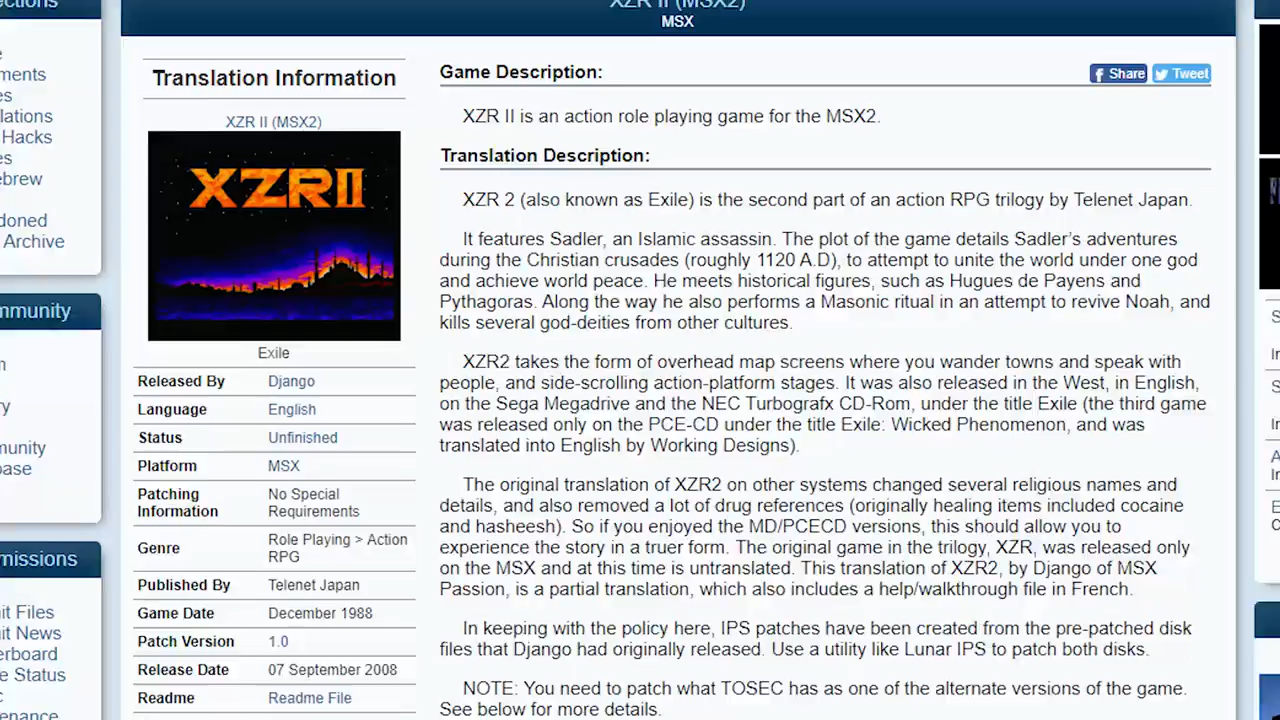 XZR II (MSX2)
MSX
Translation Information
XZR II (MSX2)
XZR II
Exile
Released By Django
Language English
Status Unfinished
Platform MSX
Patching Information No Special Requirements
Genre Role Playing > Action RPG
Published By Telenet Japan
Game Date December 1988
Patch Version 1.0
Release Date 07 September 2008
Readme Readme File
Game Description:
Share
Tweet
XZR II is an action role playing game for the MSX2.
Translation Description:
XZR 2 (also known as Exile) is the second part of an action RPG trilogy by Telenet Japan.
It features Sadler, an Islamic assassin. The plot of the game details Sadler's adventures
during the Christian crusades (roughly 1120 A.D), to attempt to unite the world under one god
and achieve world peace. He meets historical figures, such as Hugues de Payens and
Pythagoras. Along the way he also performs a Masonic ritual in an attempt to revive Noah, and
kills several god-deities from other cultures.
XZR2 takes the form of overhead map screens where you wander towns and speak with
people, and side-scrolling action-platform stages. It was also released in the West, in English,
on the Sega Megadrive and the NEC Turbografx CD-Rom, under the title Exile (the third game
was released only on the PCE-CD under the title Exile: Wicked Phenomenon, and was
translated into English by Working Designs).
The original translation of XZR2 on other systems changed several religious names and
details, and also removed a lot of drug references (originally healing items included cocaine
and hasheesh). So if you enjoyed the MD/PCECD versions, this should allow you to
experience the story in a truer form. The original game in the trilogy, XZR, was released only
on the MSX and at this time is untranslated. This translation of XZR2, by Django of MSX
Passion, is a partial translation, which also includes a help/walkthrough file in French.
In keeping with the policy here, IPS patches have been created from the pre-patched disk
files that Django had originally released. Use a utility like Lunar IPS to patch both disks.
NOTE: You need to patch what TOSEC has as one of the alternate versions of the game.
See below for more details.
Hacks
Archive